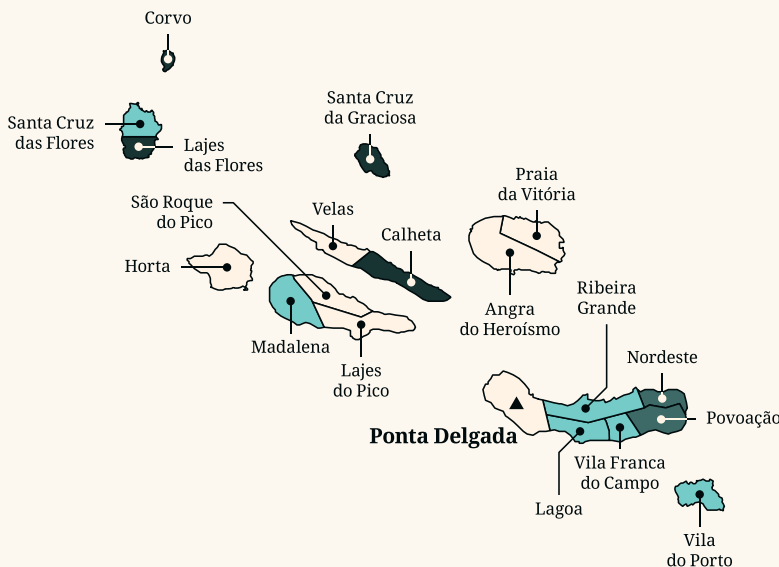 Corvo
Santa Cruz
das Flores
Lajes
das Flores
Santa Cruz
da Graciosa
São Roque
do Pico
Velas
Calheta
Praia
da Vitória
Horta
Angra
do Heroísmo
Ribeira
Grande
Madalena
Lajes
do Pico
Nordeste
Povoação
Ponta Delgada
Vila Franca
do Campo
Lagoa
Vila
do Porto